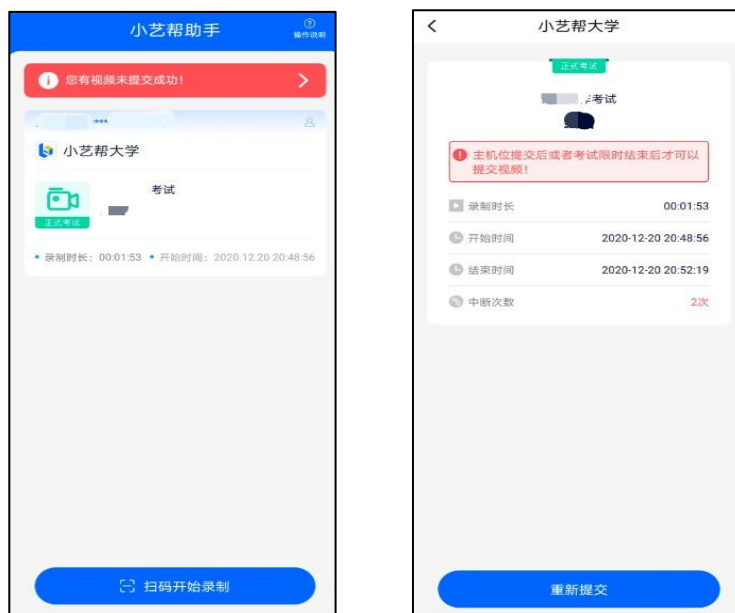 小艺帮助手
操作说明
您有视频未提交成功!
***
小艺帮大学
考试
正式考试
• 录制时长：00:01:53 • 开始时间：2020.12.20 20:48:56
扫码开始录制
小艺帮大学
正式考试
考试
主机位提交后或者考试限时结束后才可以
提交视频!
录制时长 00:01:53
开始时间 2020-12-20 20:48:56
结束时间 2020-12-20 20:52:19
中断次数 2次
重新提交